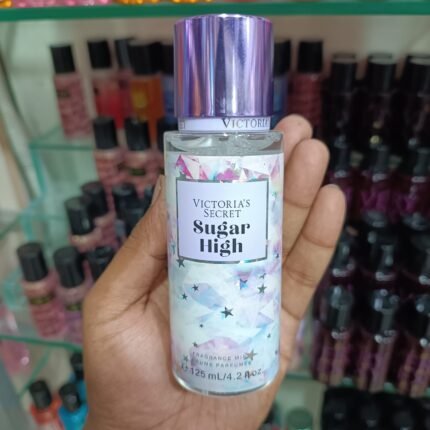 VICTORIA
VICTORIA'S
SECRET
Sugar
High
FRAGRANCE MIST
BRUME PARFUMÉE
125 mL/4.2 fl oz